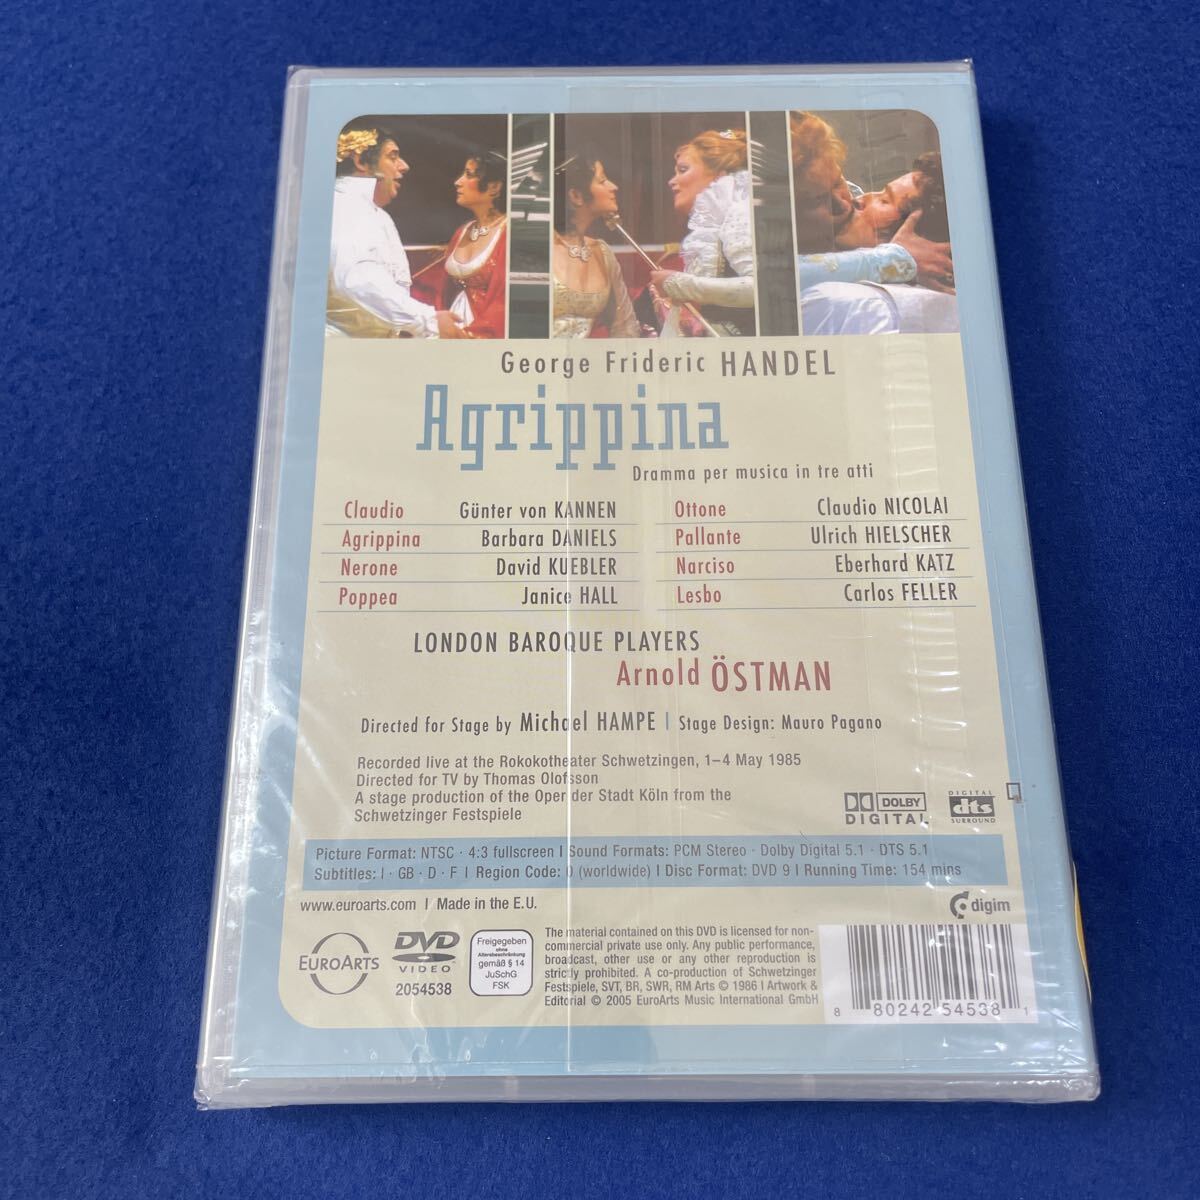 George Frideric HANDEL
Agrippina
Dramma per musica in tre atti
Claudio Günter von KANNEN
Agrippina Barbara DANIELS
Nerone David KUEBLER
Poppea Janice HALL
Ottone Claudio NICOLAI
Pallante Ulrich HIELSCHER
Narciso Eberhard KATZ
Lesbo Carlos FELLER
LONDON BAROQUE PLAYERS
Arnold ÖSTMAN
Directed for Stage by Michael HAMPE | Stage Design: Mauro Pagano
Recorded live at the Rokokotheater Schwetzingen, 1–4 May 1985
Directed for TV by Thomas Olofsson
A stage production of the Oper der Stadt Köln from the
Schwetzinger Festspiele
DOLBY
DIGITAL
DIGITAL
dts
SURROUND
Picture Format: NTSC · 4:3 fullscreen | Sound Formats: PCM Stereo · Dolby Digital 5.1 · DTS 5.1
Subtitles: I · GB · D · F | Region Code: 0 (worldwide) | Disc Format: DVD 9 | Running Time: 154 mins
www.euroarts.com | Made in the E.U.
digim
EUROARTS
DVD
VIDEO
2054538
Freigegeben
ohne
Altersbeschränkung
gemäß § 14
JuSchG
FSK
The material contained on this DVD is licensed for non-
commercial private use only. Any public performance,
broadcast, other use or any other reproduction is
strictly prohibited. A co-production of Schwetzinger
Festspiele, SVT, BR, SWR, RM Arts © 1986 | Artwork &
Editorial © 2005 EuroArts Music International GmbH
8 80242 54538 1